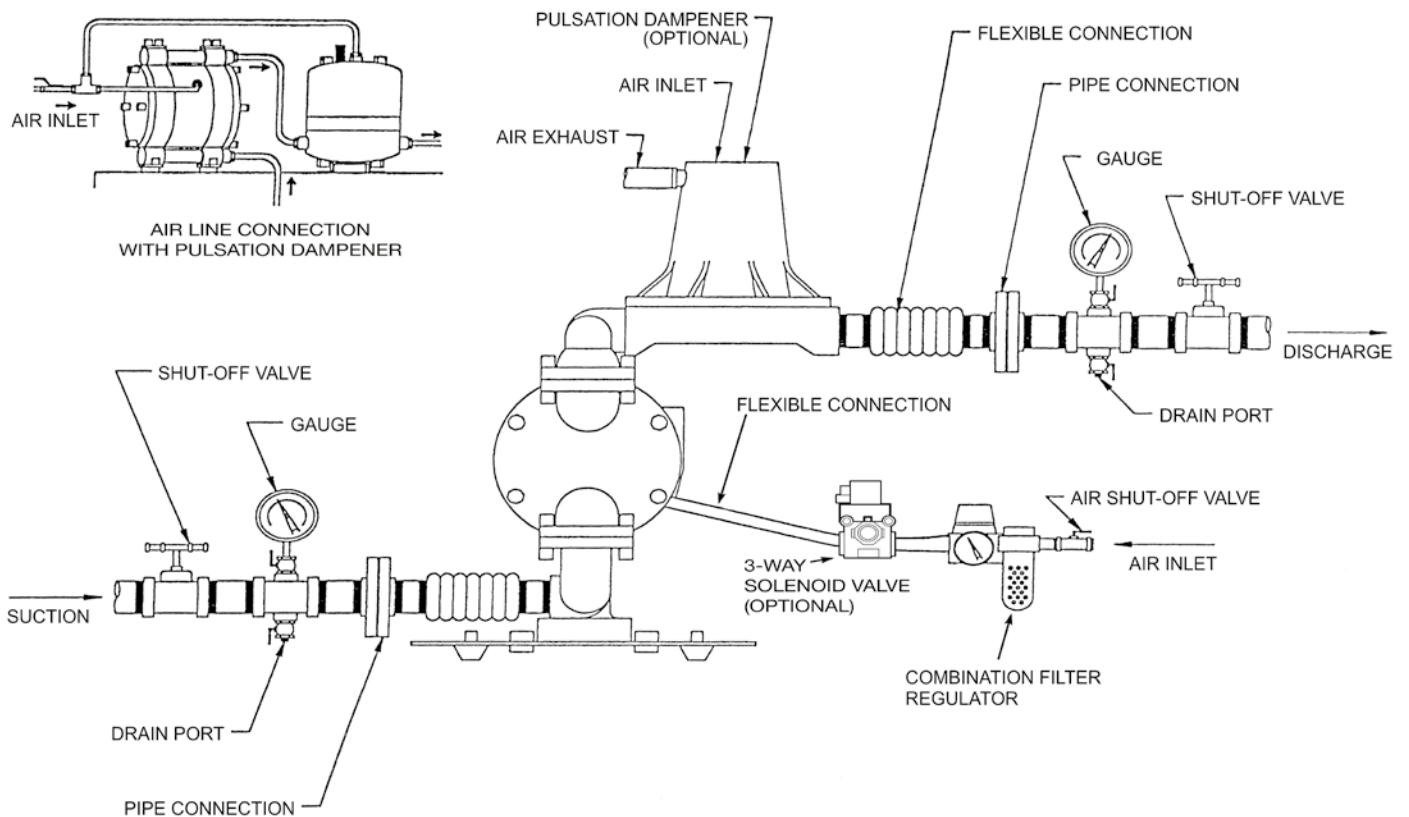 PULSATION DAMPENER
(OPTIONAL)
FLEXIBLE CONNECTION
AIR INLET
PIPE CONNECTION
AIR INLET
AIR EXHAUST
GAUGE
SHUT-OFF VALVE
AIR LINE CONNECTION
WITH PULSATION DAMPENER
DISCHARGE
SHUT-OFF VALVE
FLEXIBLE CONNECTION
DRAIN PORT
GAUGE
AIR SHUT-OFF VALVE
3-WAY
SOLENOID VALVE
(OPTIONAL)
AIR INLET
SUCTION
COMBINATION FILTER
REGULATOR
DRAIN PORT
PIPE CONNECTION